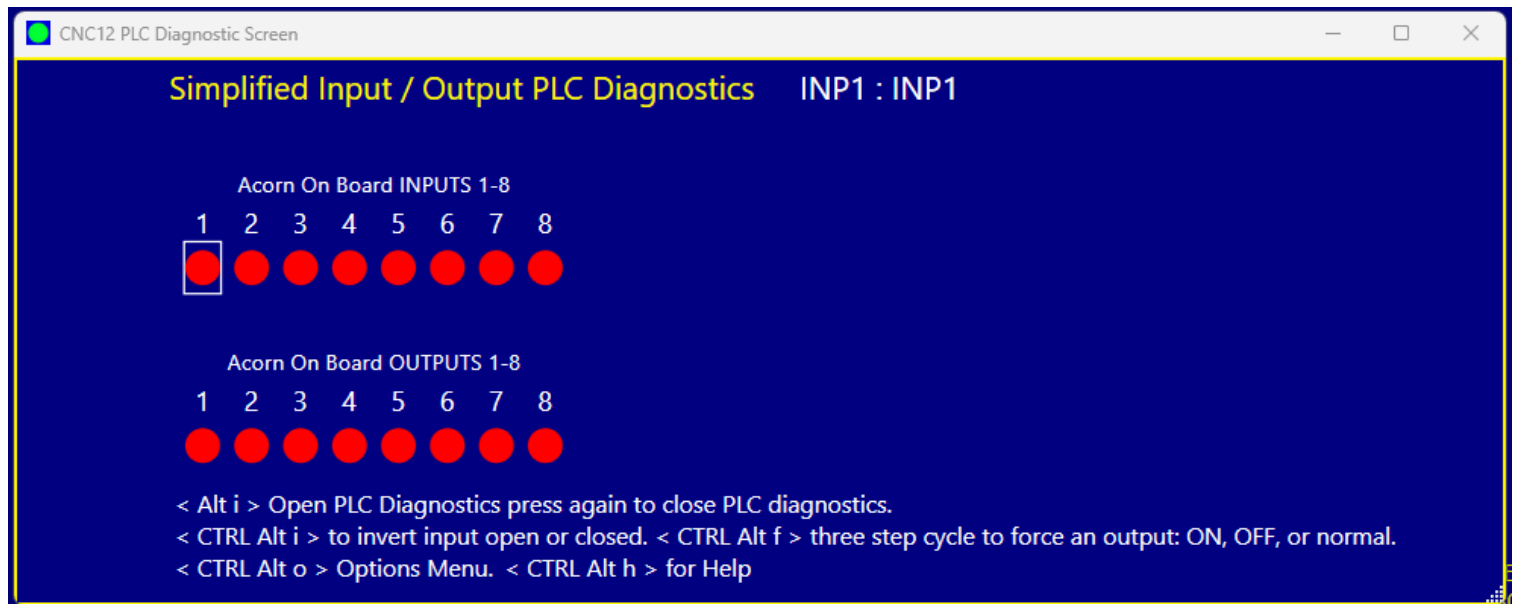 CNC12 PLC Diagnostic Screen
Simplified Input / Output PLC Diagnostics INP1 : INP1
Acorn On Board INPUTS 1-8
1 2 3 4 5 6 7 8
Acorn On Board OUTPUTS 1-8
1 2 3 4 5 6 7 8
< Alt i > Open PLC Diagnostics press again to close PLC diagnostics.
< CTRL Alt i > to invert input open or closed. < CTRL Alt f > three step cycle to force an output: ON, OFF, or normal.
< CTRL Alt o > Options Menu. < CTRL Alt h > for Help